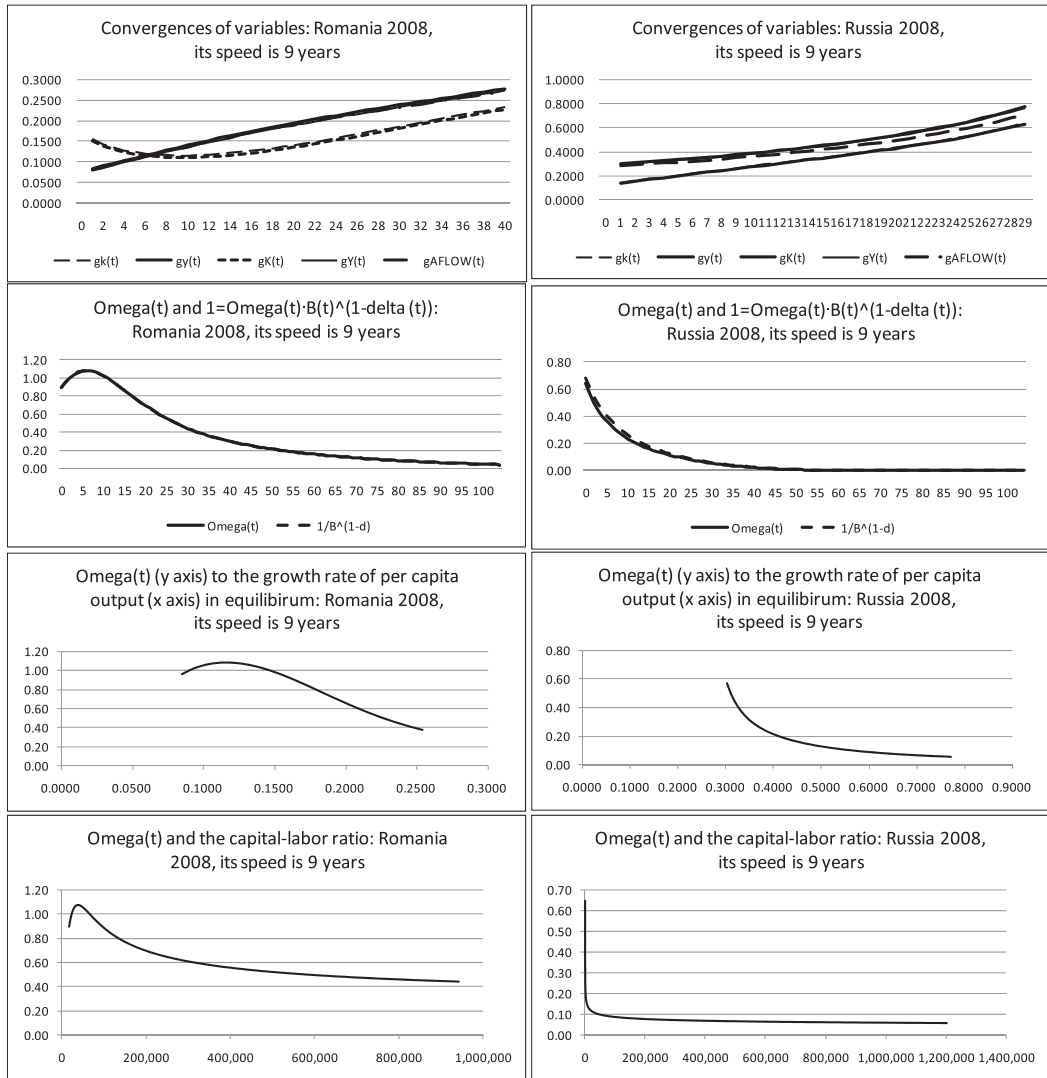 Convergences of variables: Romania 2008,
its speed is 9 years
0.3000
0.2500
0.2000
0.1500
0.1000
0.0500
0.0000
0 2 4 6 8 10 12 14 16 18 20 22 24 26 28 30 32 34 36 38 40
gk(t) gy(t) gK(t) gY(t) gAFLOW(t)
Convergences of variables: Russia 2008,
its speed is 9 years
1.0000
0.8000
0.6000
0.4000
0.2000
0.0000
0 1 2 3 4 5 6 7 8 9 1011121314151617181920212223242526272829
gk(t) gy(t) gK(t) gY(t) gAFLOW(t)
Omega(t) and 1=Omega(t)·B(t)^(1-delta (t)):
Romania 2008, its speed is 9 years
1.20
1.00
0.80
0.60
0.40
0.20
0.00
0 5 10 15 20 25 30 35 40 45 50 55 60 65 70 75 80 85 90 95 100
Omega(t) 1/B^(1-d)
Omega(t) and 1=Omega(t)·B(t)^(1-delta (t)):
Russia 2008, its speed is 9 years
0.80
0.60
0.40
0.20
0.00
0 5 10 15 20 25 30 35 40 45 50 55 60 65 70 75 80 85 90 95 100
Omega(t) 1/B^(1-d)
Omega(t) (y axis) to the growth rate of per capita
output (x axis) in equilibirum: Romania 2008,
its speed is 9 years
1.20
1.00
0.80
0.60
0.40
0.20
0.00
0.0000 0.0500 0.1000 0.1500 0.2000 0.2500 0.3000
Omega(t) (y axis) to the growth rate of per capita
output (x axis) in equilibirum: Russia 2008,
its speed is 9 years
0.80
0.60
0.40
0.20
0.00
0.0000 0.1000 0.2000 0.3000 0.4000 0.5000 0.6000 0.7000 0.8000 0.9000
Omega(t) and the capital-labor ratio: Romania
2008, its speed is 9 years
1.20
1.00
0.80
0.60
0.40
0.20
0.00
0 200,000 400,000 600,000 800,000 1,000,000
Omega(t) and the capital-labor ratio: Russia 2008,
its speed is 9 years
0.70
0.60
0.50
0.40
0.30
0.20
0.10
0.00
0 200,000 400,000 600,000 800,000 1,000,000 1,200,000 1,400,000